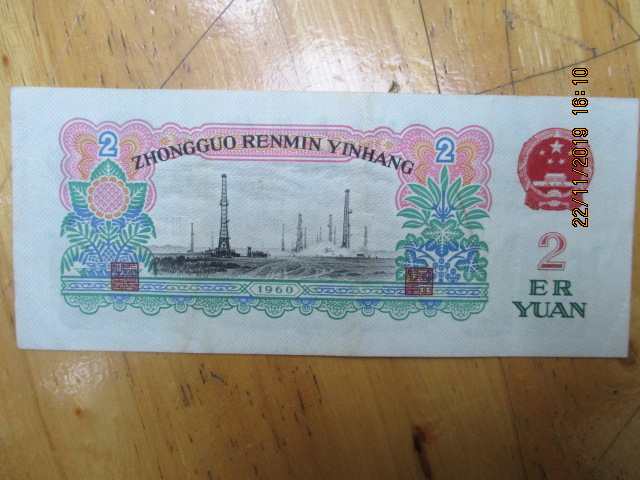 ZHONGGUO RENMIN YINHANG
2
2
1960
2
ER
YUAN
22/11/2019 16:10